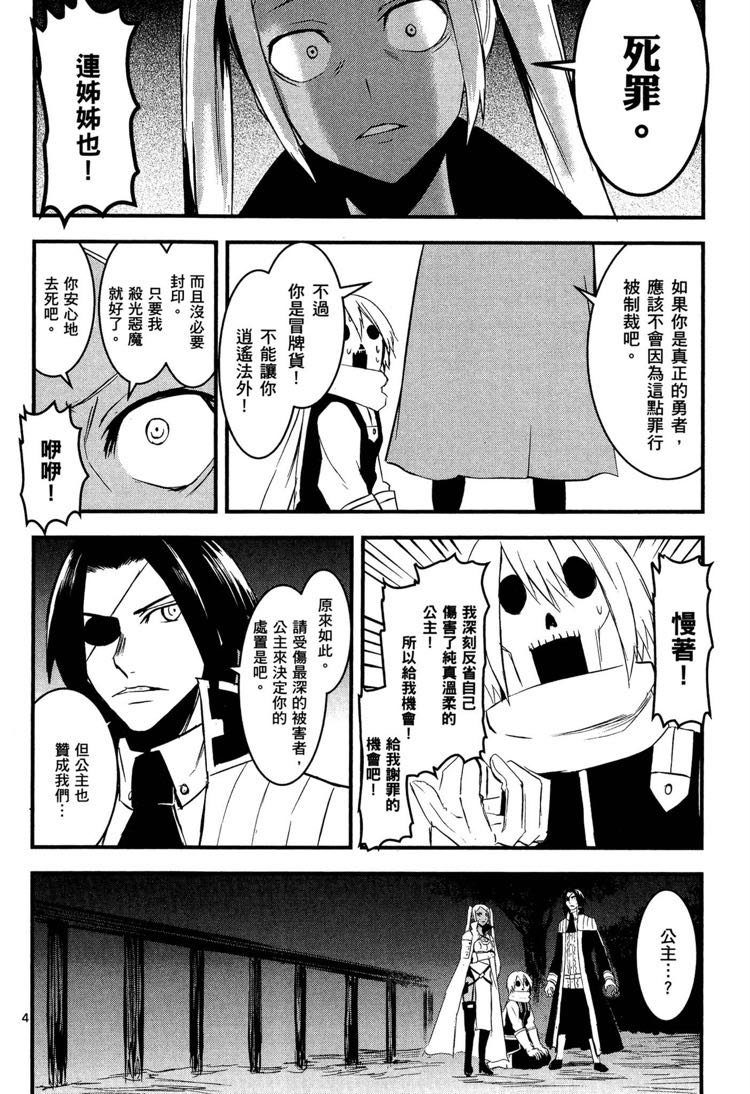 死罪。
連姊姊也！
如果你是真正的勇者，
應該不會因為這點罪行
被制裁吧。
不過
你是冒牌貨！
不能讓你
逍遙法外！
而且沒必要
封印。
只要我
殺光惡魔
就好了。
你安心地
去死吧。
咿咿！
慢著！
我深刻反省自己
傷害了純真溫柔的
公主！
所以給我機會！
給我謝罪的
機會吧！
原來如此。
請受傷最深的被害者，
公主來決定你的
處置是吧。
但公主也
贊成我們…
公主…?
4